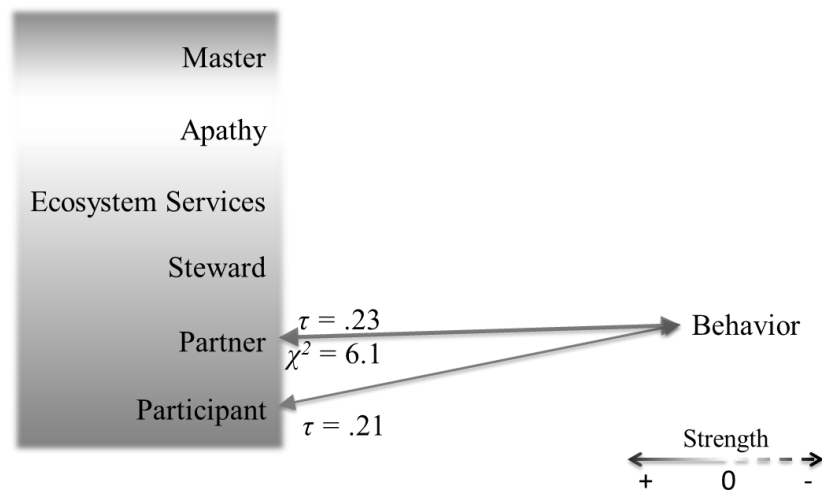 Master
Apathy
Ecosystem Services
Steward
τ = .23
Partner
χ² = 6.1
Behavior
Participant
τ = .21
Strength
+ 0 -